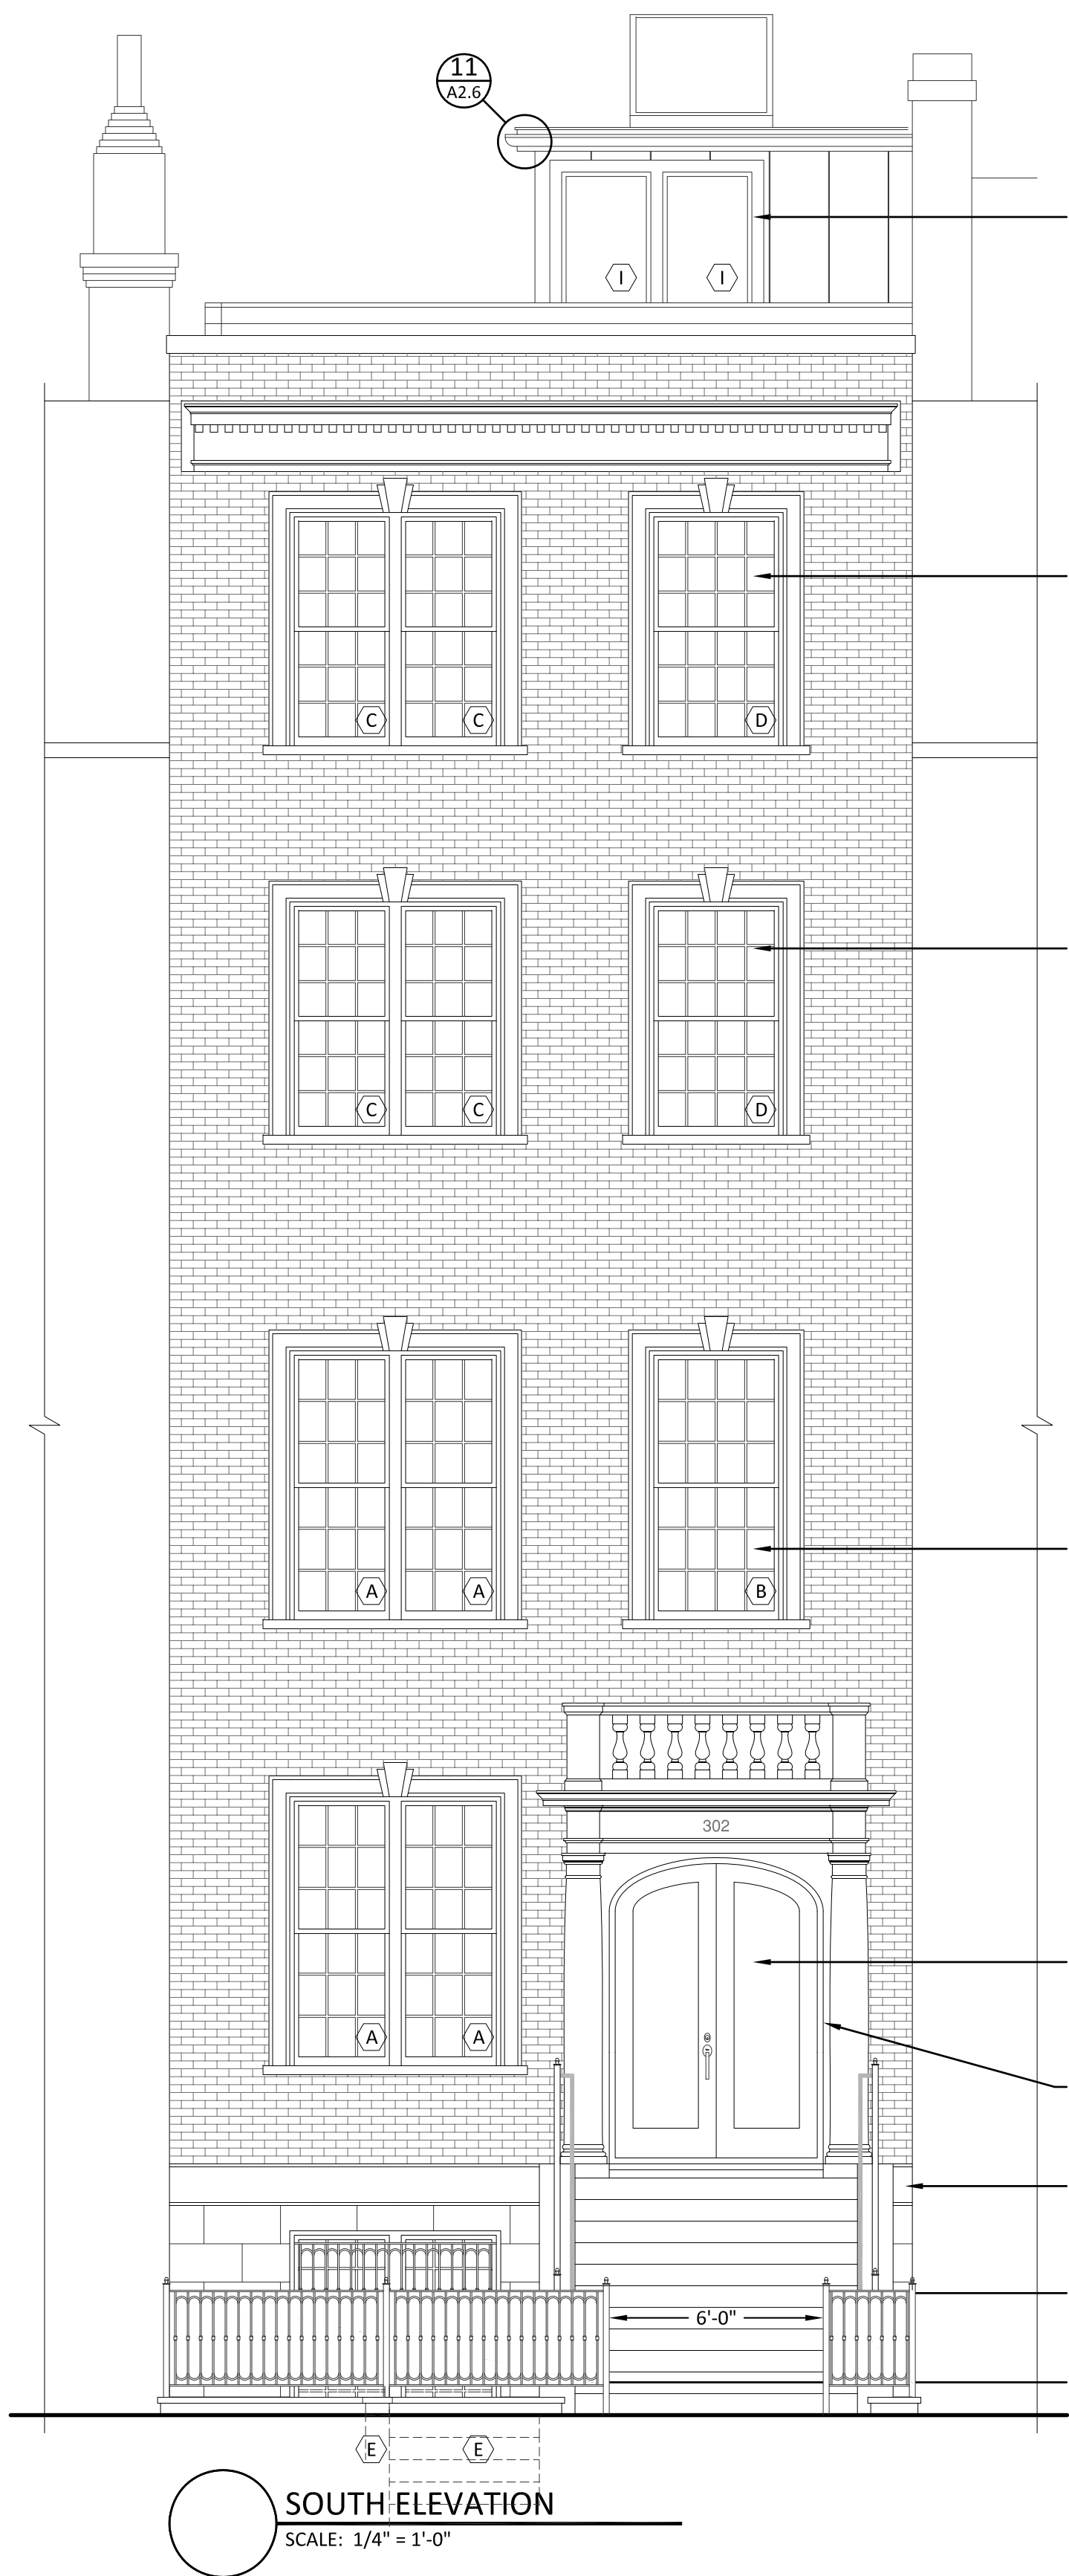 11
A2.6
I I
C C D
C C D
A A B
302
A A
6'-0"
E E
SOUTH ELEVATION
SCALE: 1/4" = 1'-0"